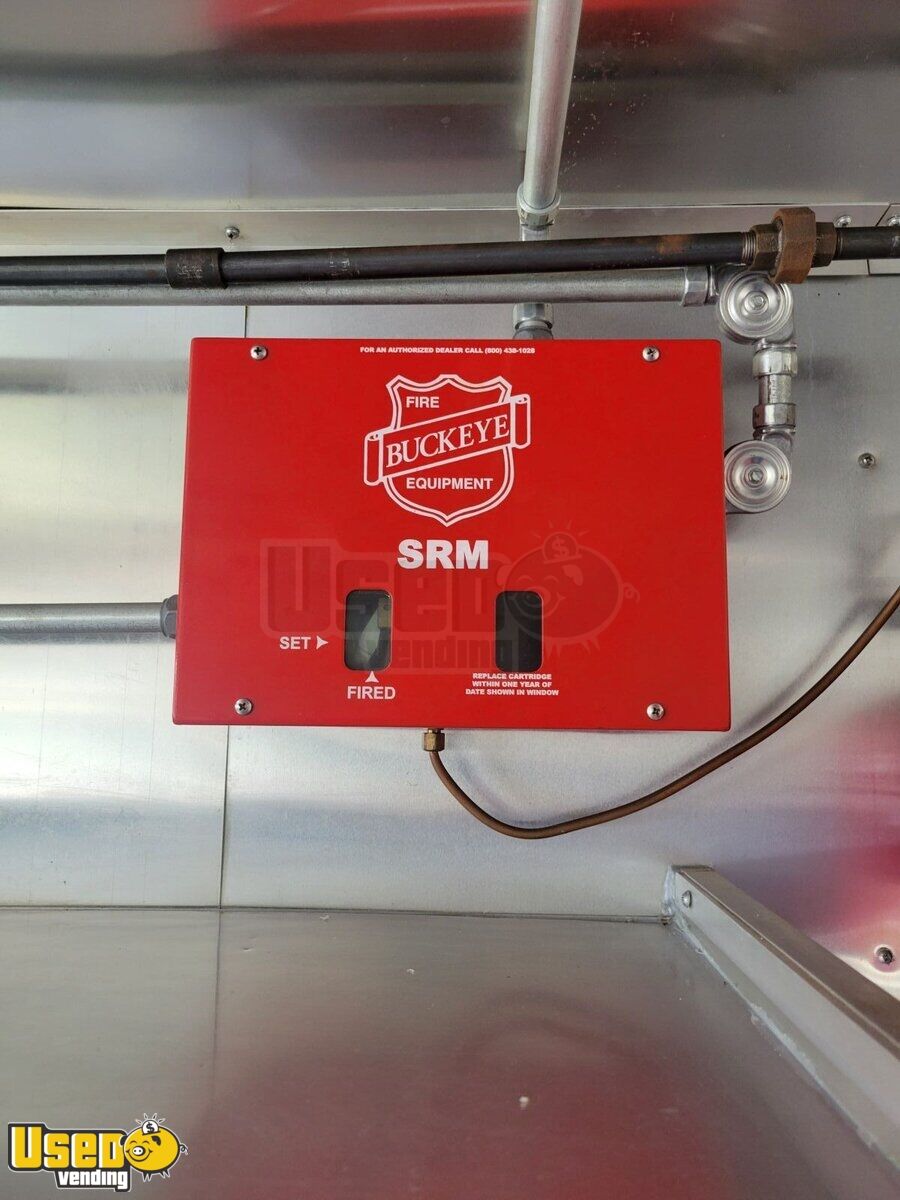 FOR AN AUTHORIZED DEALER CALL (800) 438-1028
FIRE
BUCKEYE
EQUIPMENT
SRM
USED
vending
SET
FIRED
REPLACE CARTRIDGE
WITHIN ONE YEAR OF
DATE SHOWN IN WINDOW
USED
vending